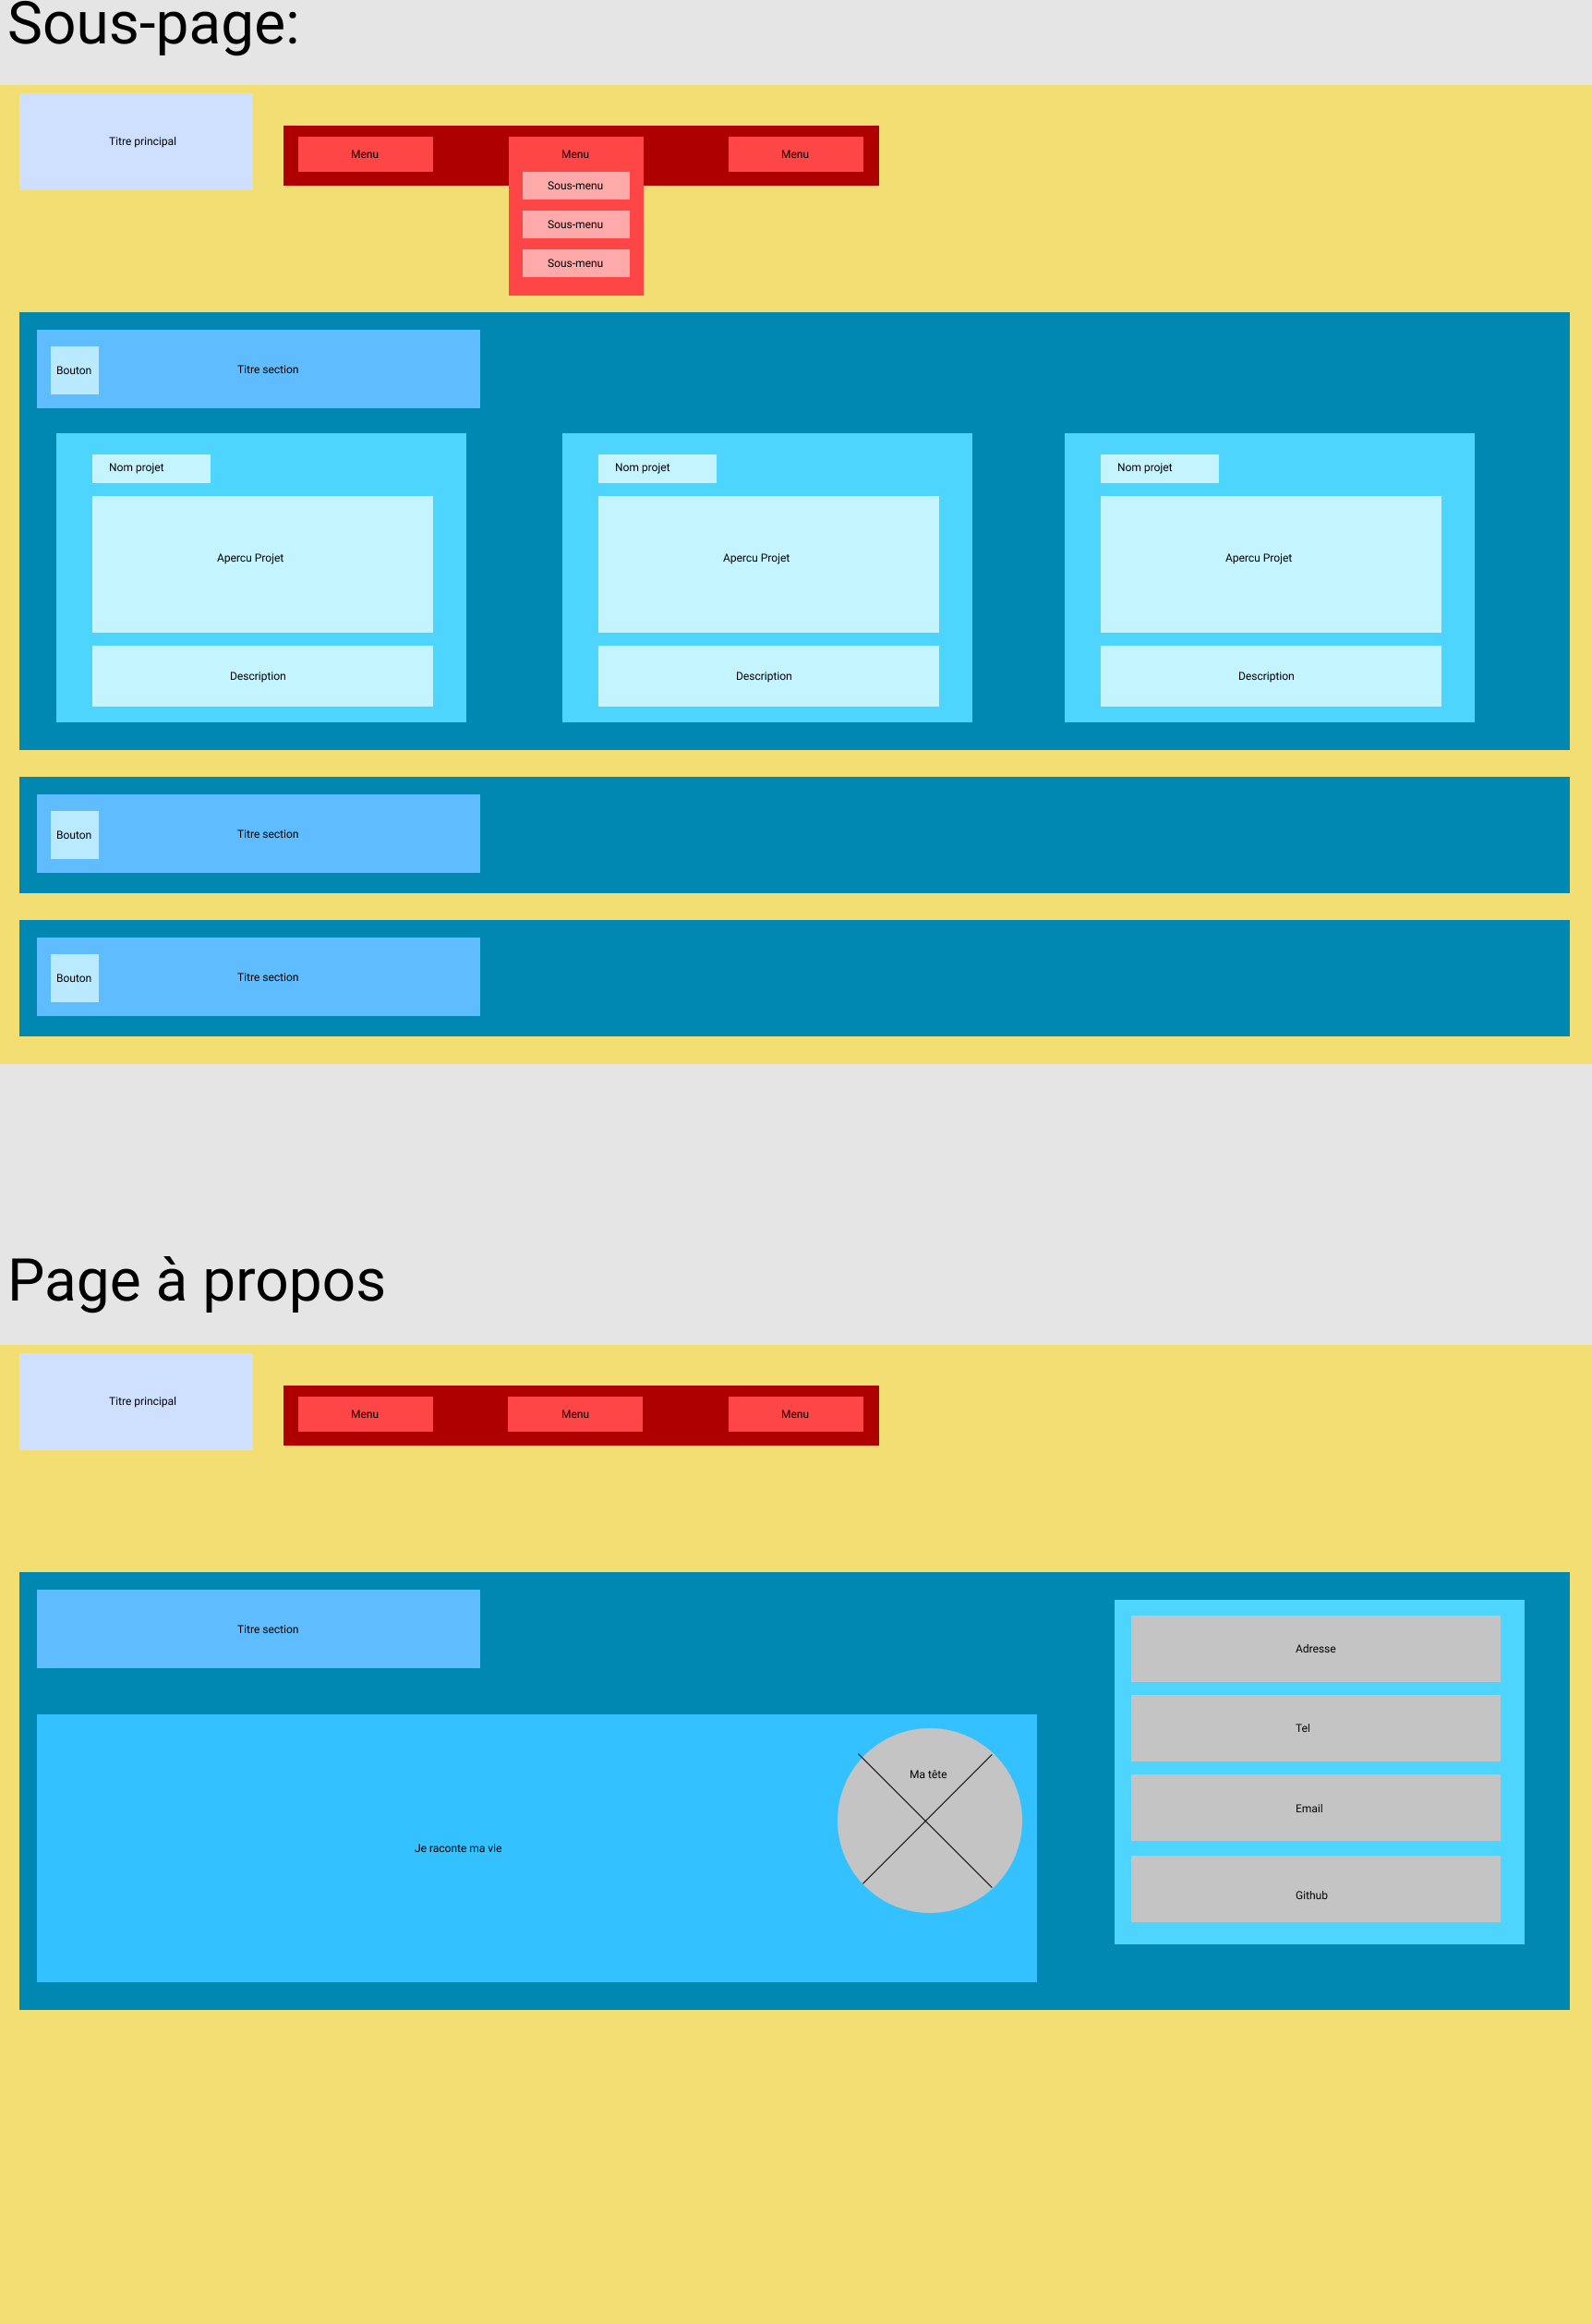 Sous-page:
Titre principal
Menu
Menu
Menu
Sous-menu
Sous-menu
Sous-menu
Bouton
Titre section
Nom projet
Nom projet
Nom projet
Apercu Projet
Apercu Projet
Apercu Projet
Description
Description
Description
Bouton
Titre section
Bouton
Titre section
Page à propos
Titre principal
Menu
Menu
Menu
Titre section
Je raconte ma vie
Ma tête
Adresse
Tel
Email
Github